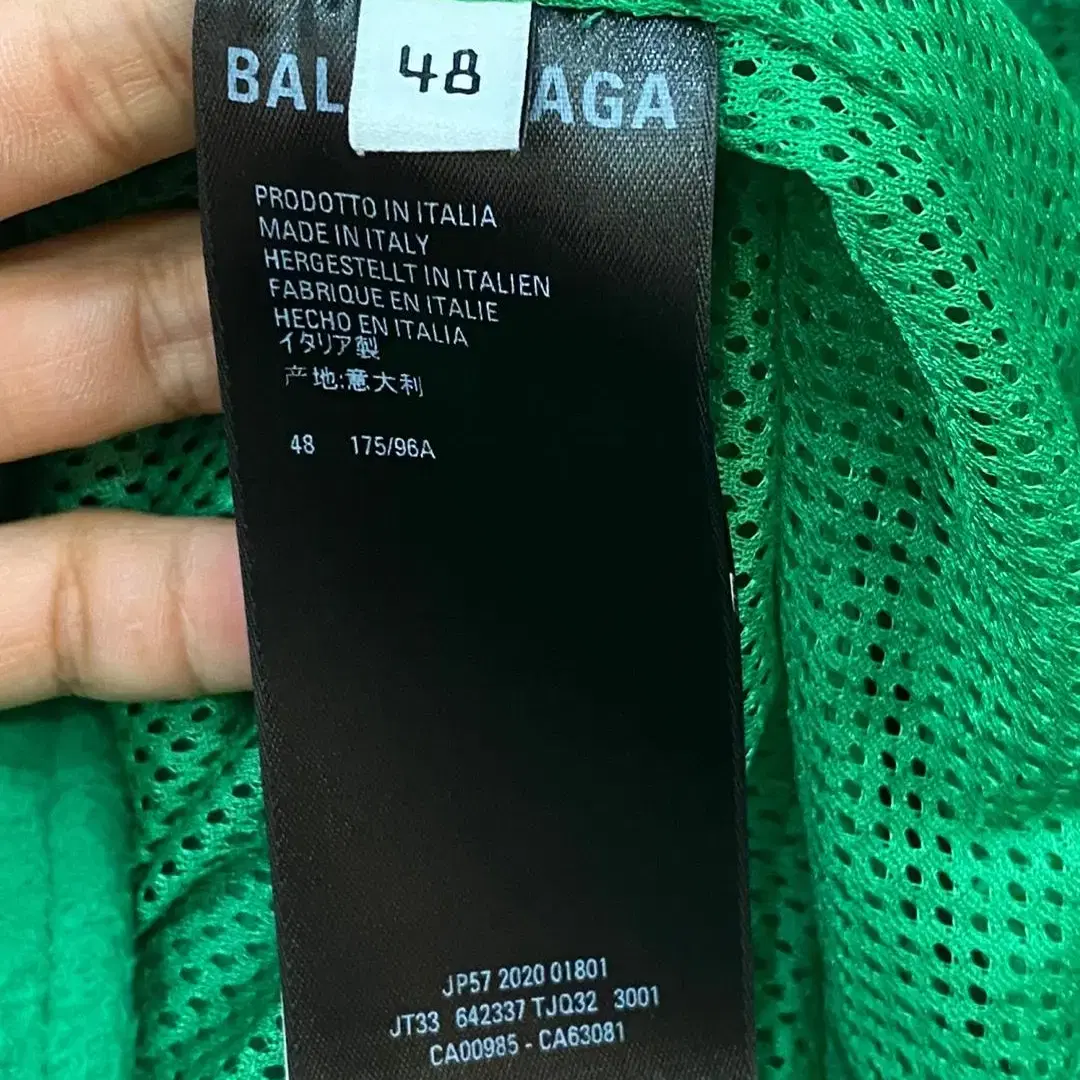 48
BAL AGA
PRODOTTO IN ITALIA
MADE IN ITALY
HERGESTELLT IN ITALIEN
FABRIQUE EN ITALIE
HECHO EN ITALIA
イタリア製
产地:意大利
48 175/96A
JP57 2020 01801
JT33 642337 TJQ32 3001
CA00985 - CA63081